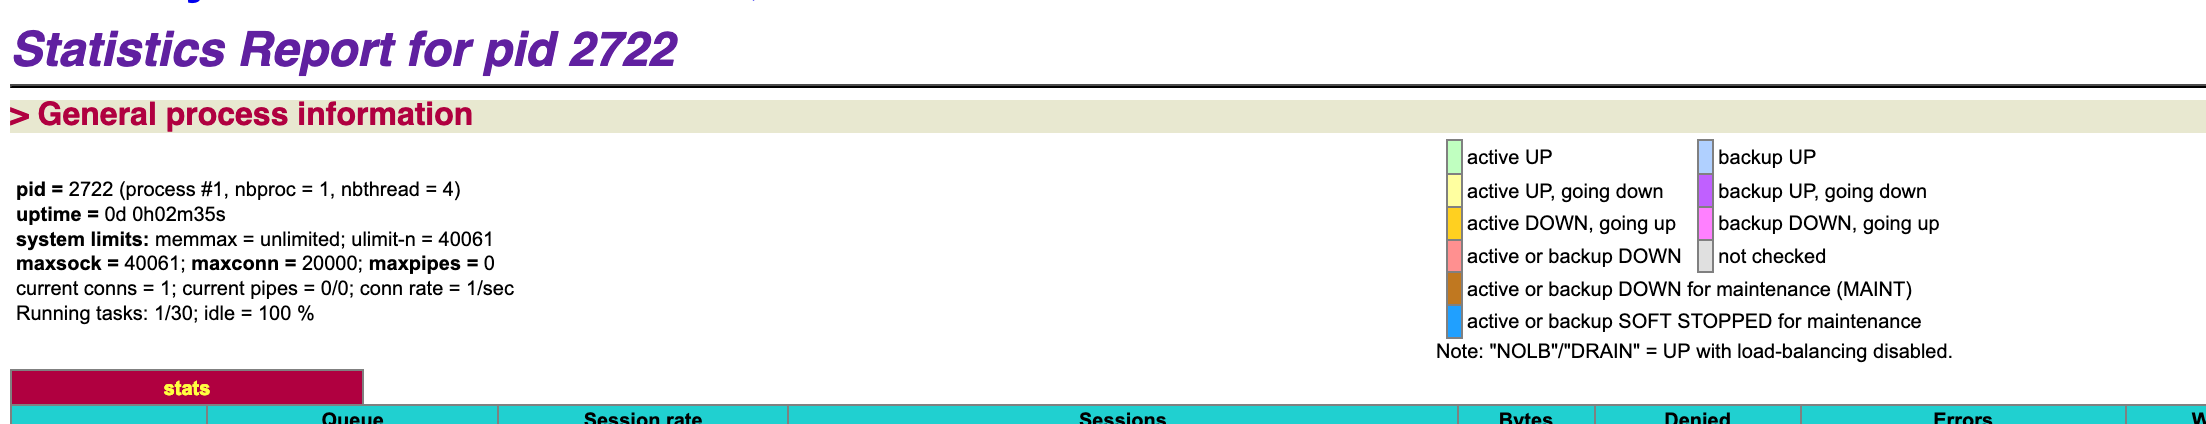 Statistics Report for pid 2722
> General process information
pid = 2722 (process #1, nbproc = 1, nbthread = 4)
uptime = 0d 0h02m35s
system limits: memmax = unlimited; ulimit-n = 40061
maxsock = 40061; maxconn = 20000; maxpipes = 0
current conns = 1; current pipes = 0/0; conn rate = 1/sec
Running tasks: 1/30; idle = 100 %
active UP
backup UP
active UP, going down
backup UP, going down
active DOWN, going up
backup DOWN, going up
active or backup DOWN
not checked
active or backup DOWN for maintenance (MAINT)
active or backup SOFT STOPPED for maintenance
Note: "NOLB"/"DRAIN" = UP with load-balancing disabled.
stats
Queue
Session rate
Sessions
Bytes
Denied
Errors
W